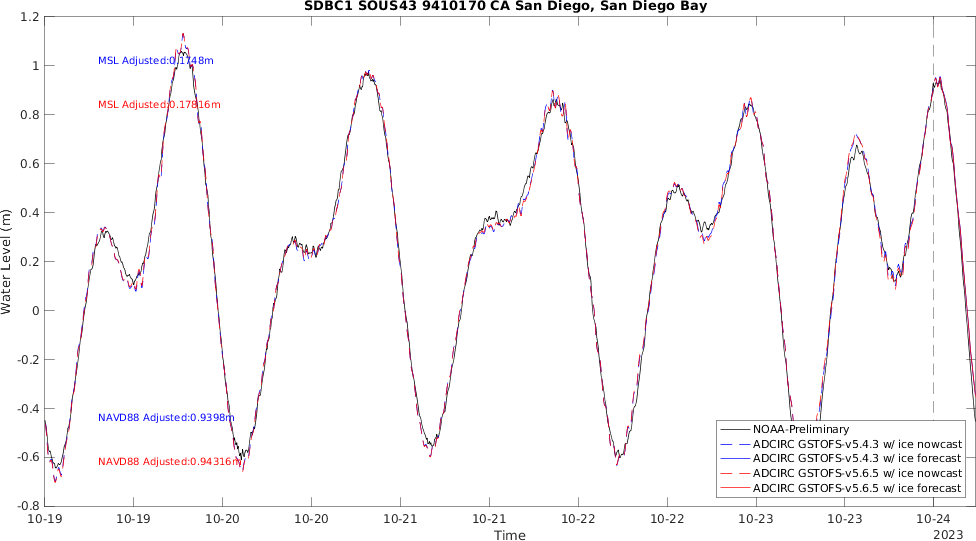 SDBC1 SOUS43 9410170 CA San Diego, San Diego Bay
1.2
1
0.8
0.6
0.4
0.2
0
-0.2
-0.4
-0.6
-0.8
Water Level (m)
MSL Adjusted:0.1748m
MSL Adjusted:0.17816m
NAVD88 Adjusted:0.9398m
NAVD88 Adjusted:0.94316m
NOAA-Preliminary
ADCIRC GSTOFS-v5.4.3 w/ ice nowcast
ADCIRC GSTOFS-v5.4.3 w/ ice forecast
ADCIRC GSTOFS-v5.6.5 w/ ice nowcast
ADCIRC GSTOFS-v5.6.5 w/ ice forecast
10-19 10-19 10-20 10-20 10-21 10-21 10-22 10-22 10-23 10-23 10-24
Time
2023